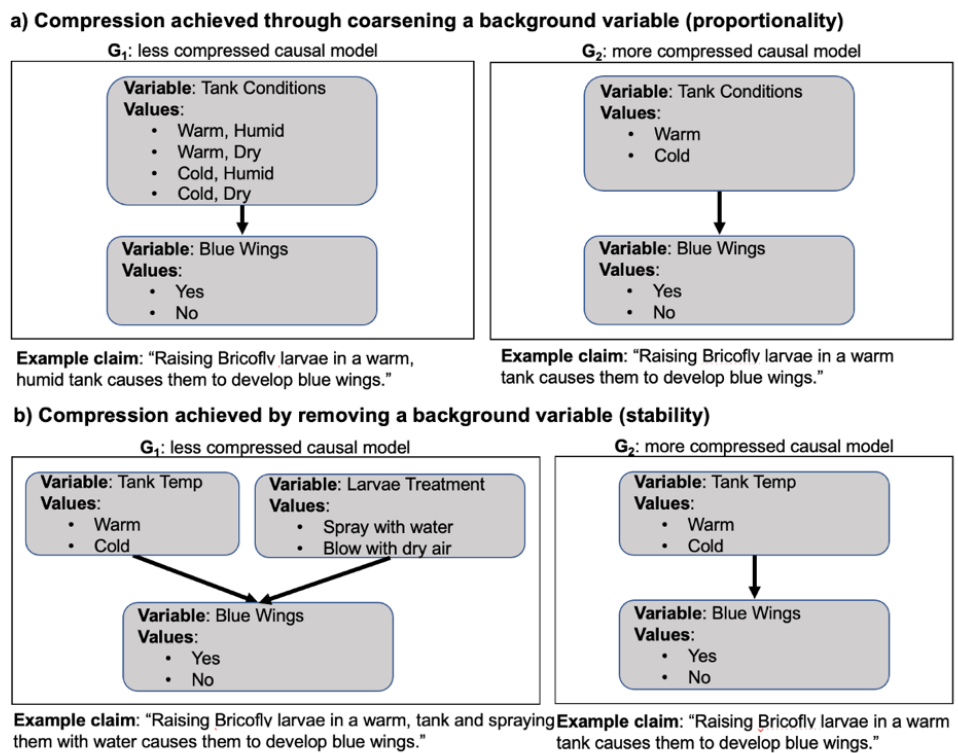 a) Compression achieved through coarsening a background variable (proportionality)
G1: less compressed causal model
Variable: Tank Conditions
Values:
• Warm, Humid
• Warm, Dry
• Cold, Humid
• Cold, Dry
Variable: Blue Wings
Values:
• Yes
• No
Example claim: “Raising Bricofly larvae in a warm,
humid tank causes them to develop blue wings.”
G2: more compressed causal model
Variable: Tank Conditions
Values:
• Warm
• Cold
Variable: Blue Wings
Values:
• Yes
• No
Example claim: “Raising Bricofly larvae in a warm
tank causes them to develop blue wings.”
b) Compression achieved by removing a background variable (stability)
G1: less compressed causal model
Variable: Tank Temp
Values:
• Warm
• Cold
Variable: Larvae Treatment
Values:
• Spray with water
• Blow with dry air
Variable: Blue Wings
Values:
• Yes
• No
Example claim: “Raising Bricofly larvae in a warm, tank and spraying
them with water causes them to develop blue wings.”
G2: more compressed causal model
Variable: Tank Temp
Values:
• Warm
• Cold
Variable: Blue Wings
Values:
• Yes
• No
Example claim: “Raising Bricofly larvae in a warm
tank causes them to develop blue wings.”